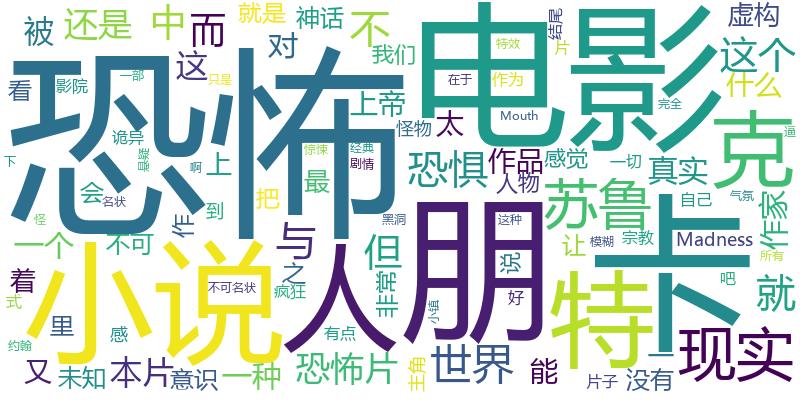 被 还是 中 而 就是 神话 对 不 我们 电影 结尾 特效 片 虚构
这个 什么
看 影院 一部 只是 这 上帝 怪物 太 在于 作为 Mouth 完全
恐怖
诡异 悬疑 上 惊悚 经典 剧情 恐惧 作品 感觉 一切 真实 克 逼
下 会 名状 啊 最 人物 苏鲁 自己 气氛 作家
怪 作 到 把 黑洞 朋 这种 让 模糊 宗教 Madness
一个 不可 与 但 说 卡 所有
着 小说 不可名状 之 人 非常 好 特 吧 就
式 里 感 疯狂 小镇 现实
约翰 有点
又 未知 本片 意识 一种 恐怖片 主角 世界 能 片子 没有 一